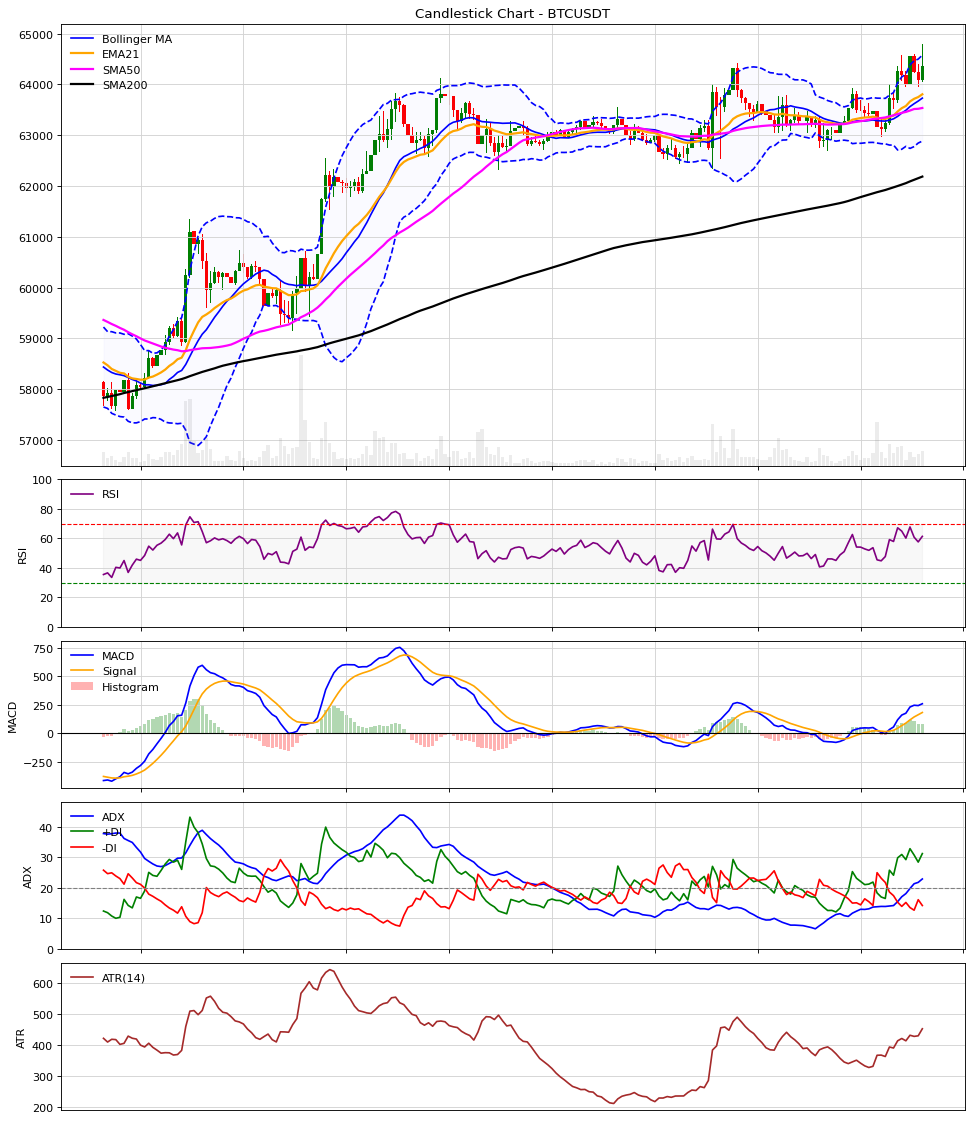 Candlestick Chart - BTCUSDT
65000
64000
63000
62000
61000
60000
59000
58000
57000
Bollinger MA
EMA21
SMA50
SMA200
100
80
60
40
20
0
RSI
RSI
750
500
250
0
−250
MACD
MACD
Signal
Histogram
40
30
20
10
0
ADX
ADX
+DI
-DI
600
500
400
300
200
ATR
ATR(14)